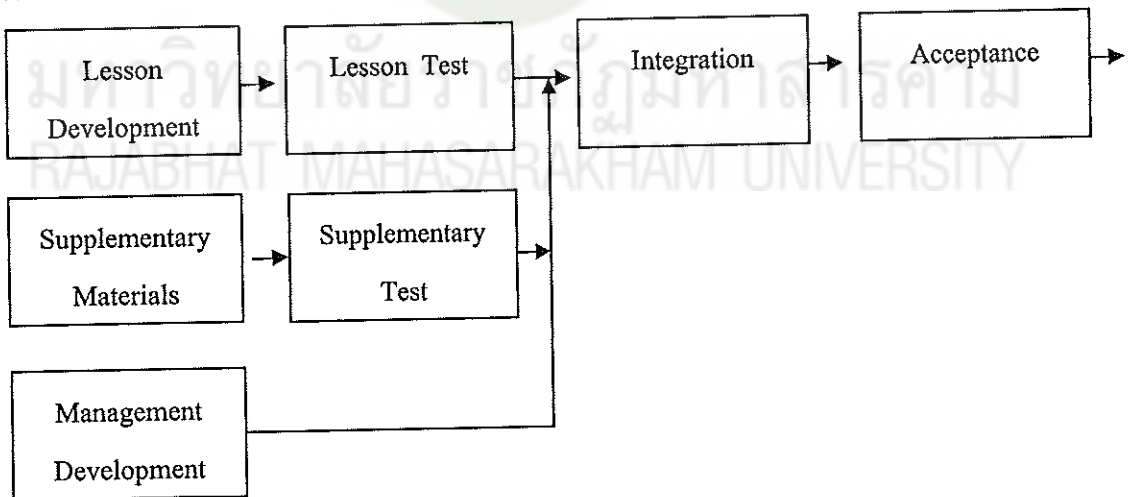 Lesson
Development
Lesson Test
Integration
Acceptance
มหาวิทยาลัยราชภัฏมหาสารคาม
RAJABHAT MAHASARAKHAM UNIVERSITY
Supplementary
Materials
Supplementary
Test
Management
Development